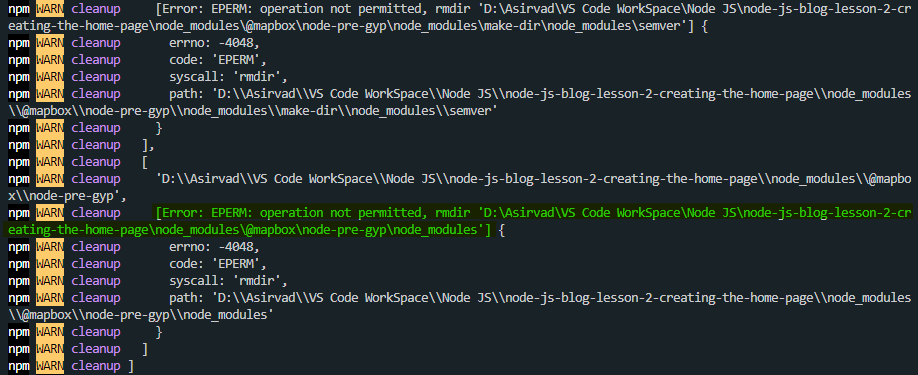 npm WARN cleanup     [Error: EPERM: operation not permitted, rmdir 'D:\Asirvad\VS Code WorkSpace\Node JS\node-js-blog-lesson-2-cr
eating-the-home-page\node_modules\@mapbox\node-pre-gyp\node_modules\make-dir\node_modules\semver'] {
npm WARN cleanup       errno: -4048,
npm WARN cleanup       code: 'EPERM',
npm WARN cleanup       syscall: 'rmdir',
npm WARN cleanup       path: 'D:\\Asirvad\\VS Code WorkSpace\\Node JS\\node-js-blog-lesson-2-creating-the-home-page\\node_modules
\\@mapbox\\node-pre-gyp\\node_modules\\make-dir\\node_modules\\semver'
npm WARN cleanup     }
npm WARN cleanup   ],
npm WARN cleanup   [
npm WARN cleanup     'D:\\Asirvad\\VS Code WorkSpace\\Node JS\\node-js-blog-lesson-2-creating-the-home-page\\node_modules\\@mapbo
x\\node-pre-gyp',
npm WARN cleanup     [Error: EPERM: operation not permitted, rmdir 'D:\Asirvad\VS Code WorkSpace\Node JS\node-js-blog-lesson-2-cr
eating-the-home-page\node_modules\@mapbox\node-pre-gyp\node_modules'] {
npm WARN cleanup       errno: -4048,
npm WARN cleanup       code: 'EPERM',
npm WARN cleanup       syscall: 'rmdir',
npm WARN cleanup       path: 'D:\\Asirvad\\VS Code WorkSpace\\Node JS\\node-js-blog-lesson-2-creating-the-home-page\\node_modules
\\@mapbox\\node-pre-gyp\\node_modules'
npm WARN cleanup     }
npm WARN cleanup   ]
npm WARN cleanup ]